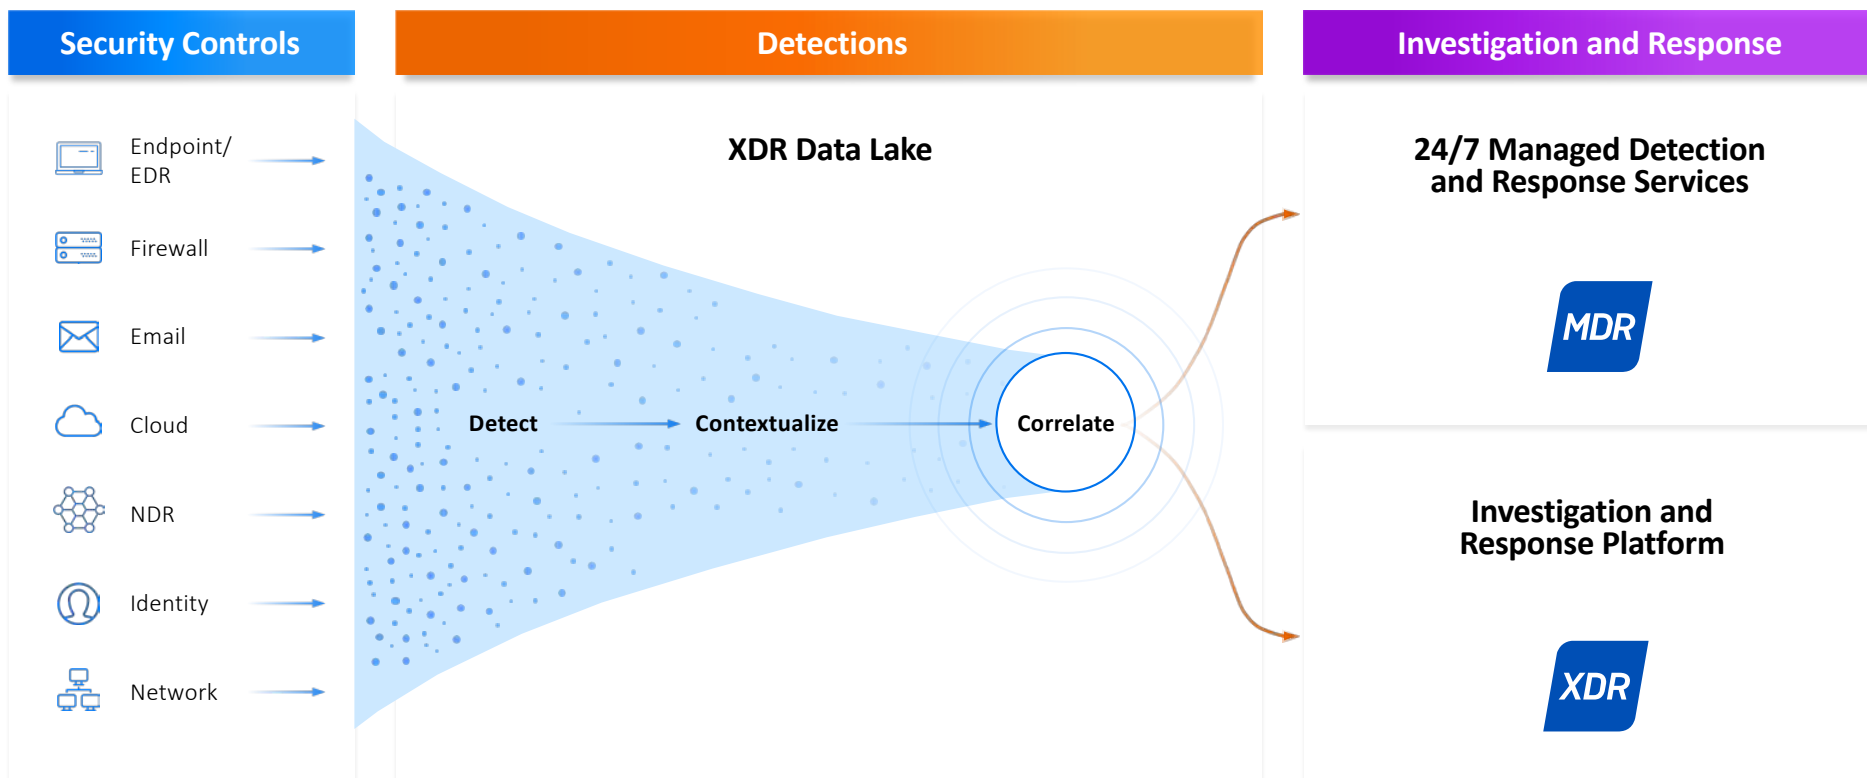 Security Controls
Detections
Investigation and Response
Endpoint/
EDR
Firewall
Email
Cloud
NDR
Identity
Network
XDR Data Lake
Detect
Contextualize
Correlate
24/7 Managed Detection
and Response Services
MDR
Investigation and
Response Platform
XDR